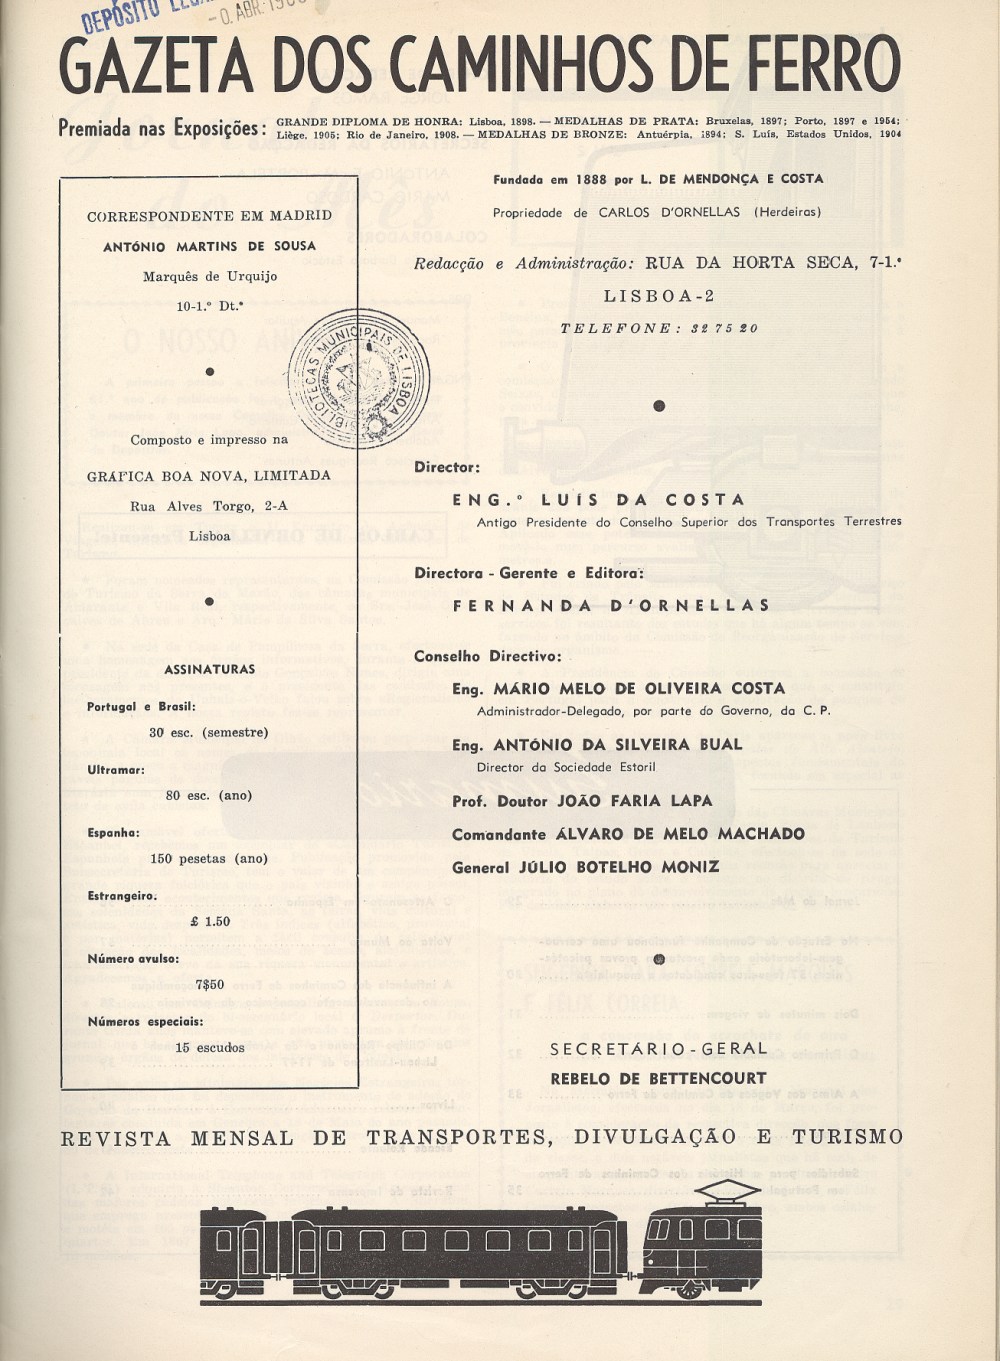 DEPÓSITO
GAZETA DOS CAMINHOS DE FERRO
Premiada nas Exposições: GRANDE DIPLOMA DE HONRA: Lisboa, 1898. — MEDALHAS DE PRATA: Bruxelas, 1897; Porto, 1897 e 1954;
Liège, 1905; Rio de Janeiro, 1908. — MEDALHAS DE BRONZE: Antuérpia, 1894; S. Luís, Estados Unidos, 1904
CORRESPONDENTE EM MADRID
ANTÓNIO MARTINS DE SOUSA
Marquês de Urquijo
10-1.º Dt.º
Composto e impresso na
GRÁFICA BOA NOVA, LIMITADA
Rua Alves Torgo, 2-A
Lisboa
ASSINATURAS
Portugal e Brasil:
30 esc. (semestre)
Ultramar:
80 esc. (ano)
Espanha:
150 pesetas (ano)
Estrangeiro:
£ 1.50
Número avulso:
7$50
Números especiais:
15 escudos
BIBLIOTECAS MUNICIPAIS DE LISBOA
Fundada em 1888 por L. DE MENDONÇA E COSTA
Propriedade de CARLOS D'ORNELLAS (Herdeiros)
Redacção e Administração: RUA DA HORTA SECA, 7-1.º
LISBOA-2
TELEFONE: 32 75 20
Director:
ENG.º LUÍS DA COSTA
Antigo Presidente do Conselho Superior dos Transportes Terrestres
Directora - Gerente e Editora:
FERNANDA D'ORNELLAS
Conselho Directivo:
Eng. MÁRIO MELO DE OLIVEIRA COSTA
Administrador-Delegado, por parte do Governo, da C. P.
Eng. ANTÓNIO DA SILVEIRA BUAL
Director da Sociedade Estoril
Prof. Doutor JOÃO FARIA LAPA
Comandante ÁLVARO DE MELO MACHADO
General JÚLIO BOTELHO MONIZ
SECRETÁRIO-GERAL
REBELO DE BETTENCOURT
REVISTA MENSAL DE TRANSPORTES, DIVULGAÇÃO E TURISMO